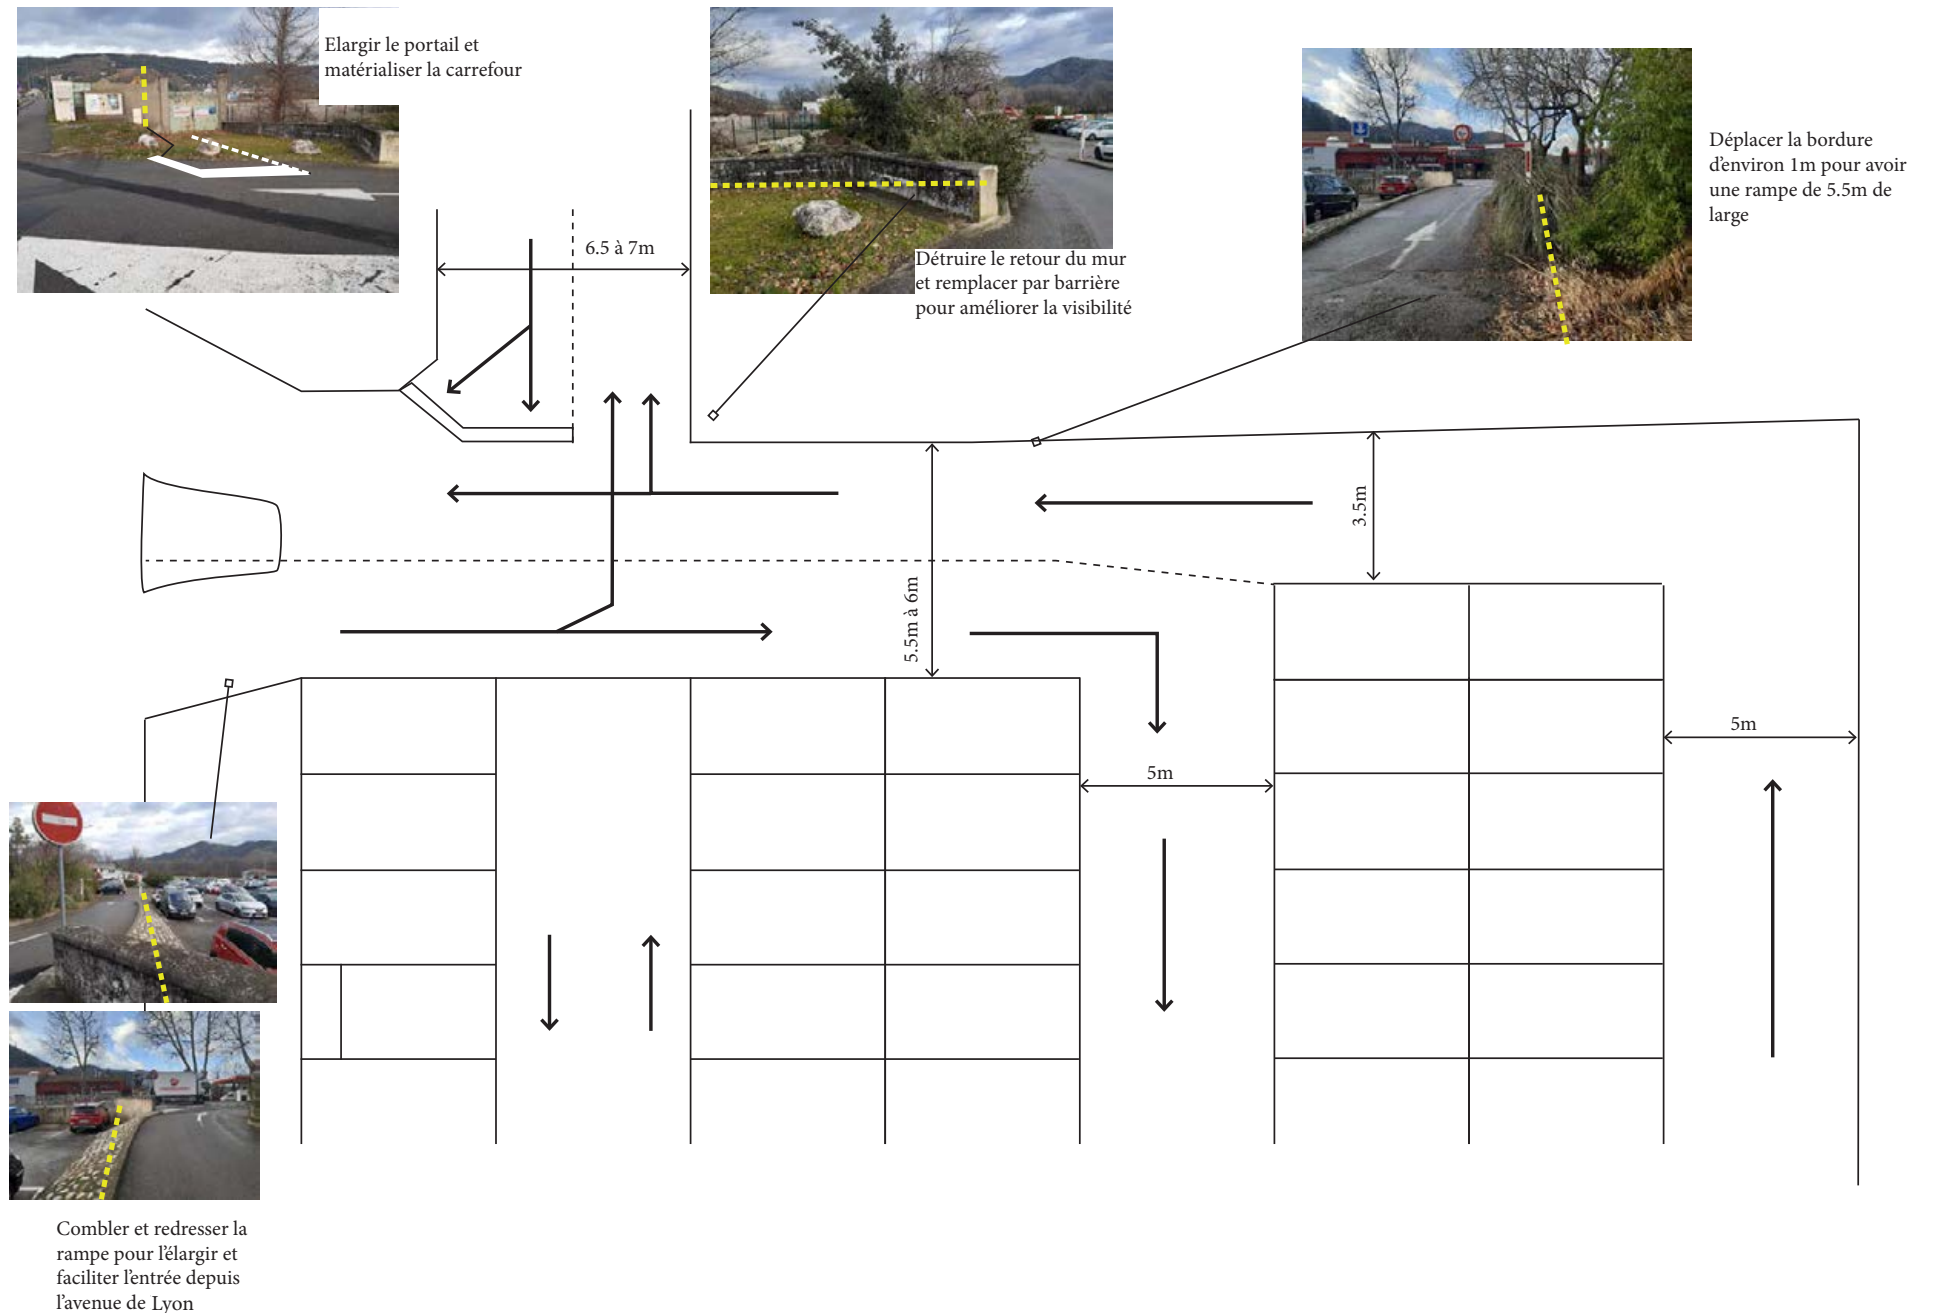 Elargir le portail et
matérialiser la carrefour
Déplacer la bordure
d'environ 1m pour avoir
une rampe de 5.5m de
large
6.5 à 7m
Détruire le retour du mur
et remplacer par barrière
pour améliorer la visibilité
3.5m
5.5m à 6m
5m
5m
Combler et redresser la
rampe pour l'élargir et
faciliter l'entrée depuis
l'avenue de Lyon